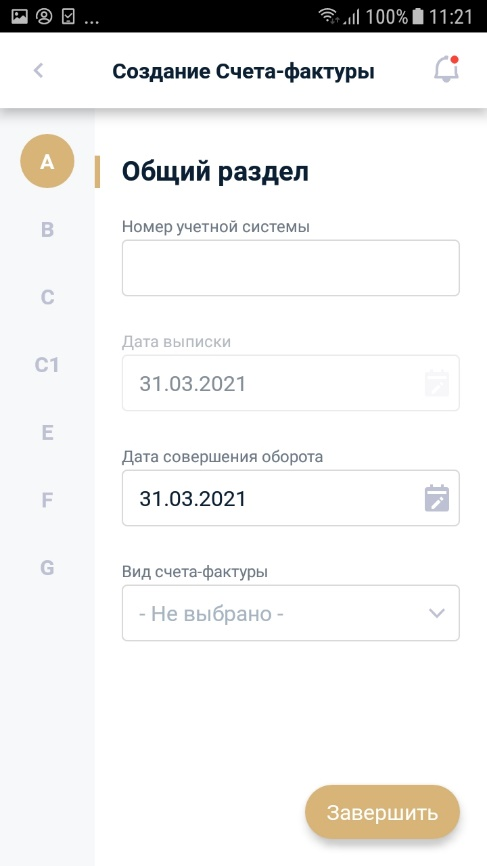 ... 100% 11:21
Создание Счета-фактуры
A
Общий раздел
B
Номер учетной системы
C
C1
Дата выписки
31.03.2021
E
Дата совершения оборота
F
31.03.2021
G
Вид счета-фактуры
- Не выбрано -
Завершить